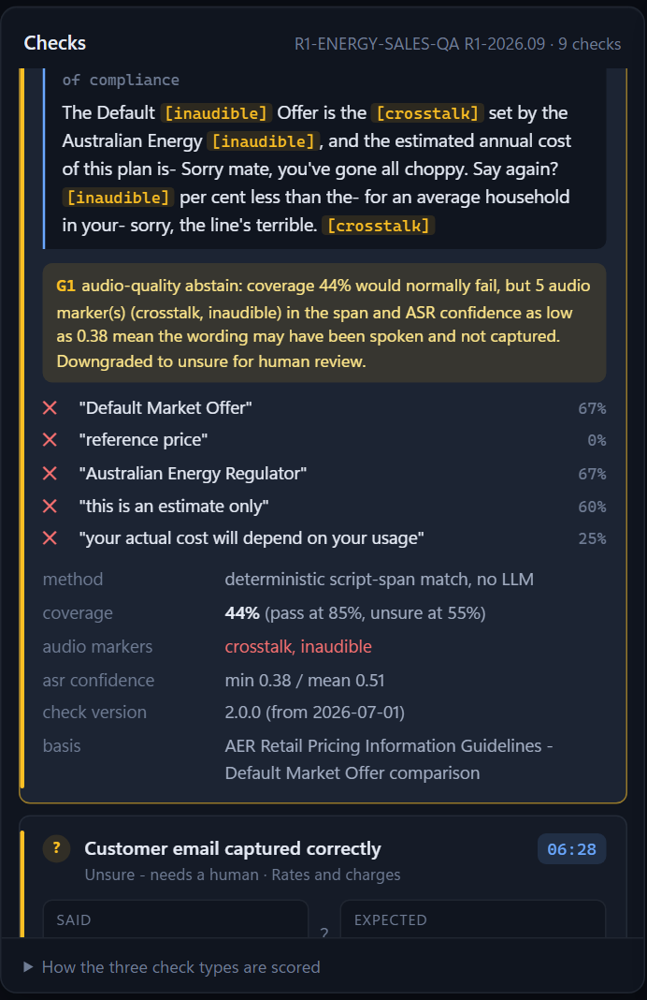 Checks
R1-ENERGY-SALES-QA R1-2026.09 · 9 checks
of compliance
The Default [inaudible] Offer is the [crosstalk] set by the
Australian Energy [inaudible], and the estimated annual cost
of this plan is- Sorry mate, you've gone all choppy. Say again?
[inaudible] per cent less than the- for an average household
in your- sorry, the line's terrible. [crosstalk]
G1 audio-quality abstain: coverage 44% would normally fail, but 5 audio
marker(s) (crosstalk, inaudible) in the span and ASR confidence as low
as 0.38 mean the wording may have been spoken and not captured.
Downgraded to unsure for human review.
"Default Market Offer" 67%
"reference price" 0%
"Australian Energy Regulator" 67%
"this is an estimate only" 60%
"your actual cost will depend on your usage" 25%
method deterministic script-span match, no LLM
coverage 44% (pass at 85%, unsure at 55%)
audio markers crosstalk, inaudible
asr confidence min 0.38 / mean 0.51
check version 2.0.0 (from 2026-07-01)
basis AER Retail Pricing Information Guidelines -
Default Market Offer comparison
? Customer email captured correctly 06:28
Unsure - needs a human · Rates and charges
SAID ? EXPECTED
How the three check types are scored